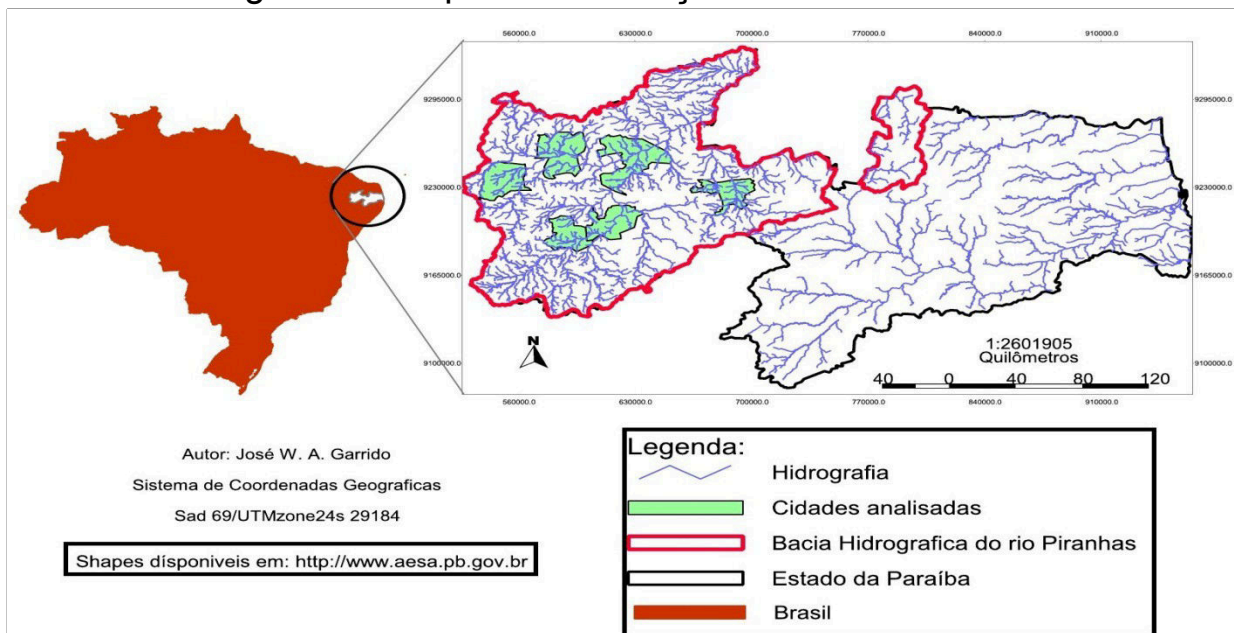 560000.0 630000.0 700000.0 770000.0 840000.0 910000.0
9295000.0 9295000.0
9230000.0 9230000.0
9165000.0 9165000.0
9100000.0 9100000.0
N
1:2601905
Quilômetros
40 0 40 80 120
560000.0 630000.0 700000.0 770000.0 840000.0 910000.0
Autor: José W. A. Garrido
Sistema de Coordenadas Geograficas
Sad 69/UTMzone24s 29184
Shapes dísponiveis em: http://www.aesa.pb.gov.br
Legenda:
Hidrografia
Cidades analisadas
Bacia Hidrografica do rio Piranhas
Estado da Paraíba
Brasil